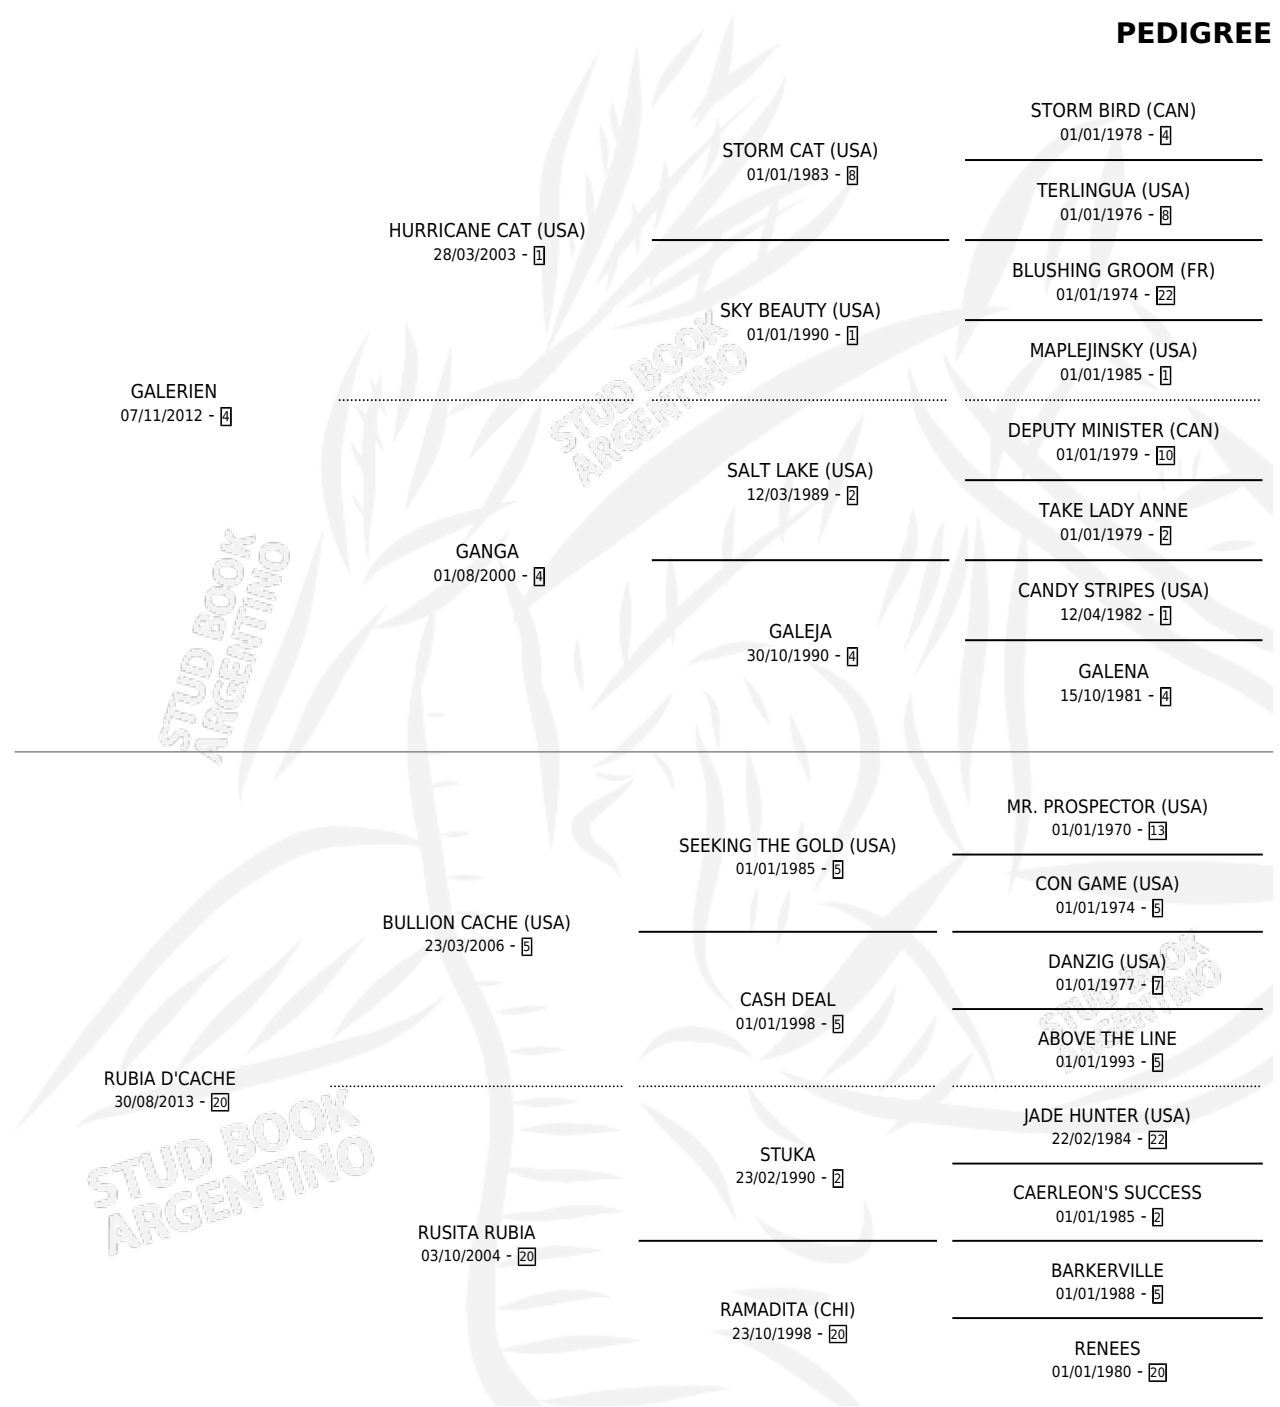 PEDIGREE
STORM BIRD (CAN)
01/01/1978 - 4
STORM CAT (USA)
01/01/1983 - 8
TERLINGUA (USA)
01/01/1976 - 8
HURRICANE CAT (USA)
28/03/2003 - 1
BLUSHING GROOM (FR)
01/01/1974 - 22
SKY BEAUTY (USA)
01/01/1990 - 1
MAPLEJINSKY (USA)
01/01/1985 - 1
GALERIEN
07/11/2012 - 4
DEPUTY MINISTER (CAN)
01/01/1979 - 10
SALT LAKE (USA)
12/03/1989 - 2
TAKE LADY ANNE
01/01/1979 - 2
GANGA
01/08/2000 - 4
CANDY STRIPES (USA)
12/04/1982 - 1
GALEJA
30/10/1990 - 4
GALENA
15/10/1981 - 4
MR. PROSPECTOR (USA)
01/01/1970 - 13
SEEKING THE GOLD (USA)
01/01/1985 - 5
CON GAME (USA)
01/01/1974 - 5
BULLION CACHE (USA)
23/03/2006 - 5
DANZIG (USA)
01/01/1977 - 7
CASH DEAL
01/01/1998 - 5
ABOVE THE LINE
01/01/1993 - 5
RUBIA D'CACHE
30/08/2013 - 20
JADE HUNTER (USA)
22/02/1984 - 22
STUKA
23/02/1990 - 2
CAERLEON'S SUCCESS
01/01/1985 - 2
RUSITA RUBIA
03/10/2004 - 20
BARKERVILLE
01/01/1988 - 5
RAMADITA (CHI)
23/10/1998 - 20
RENEES
01/01/1980 - 20
STUD BOOK
ARGENTINO
STUD BOOK
ARGENTINO
STUD BOOK
ARGENTINO
STUD BOOK
ARGENTINO